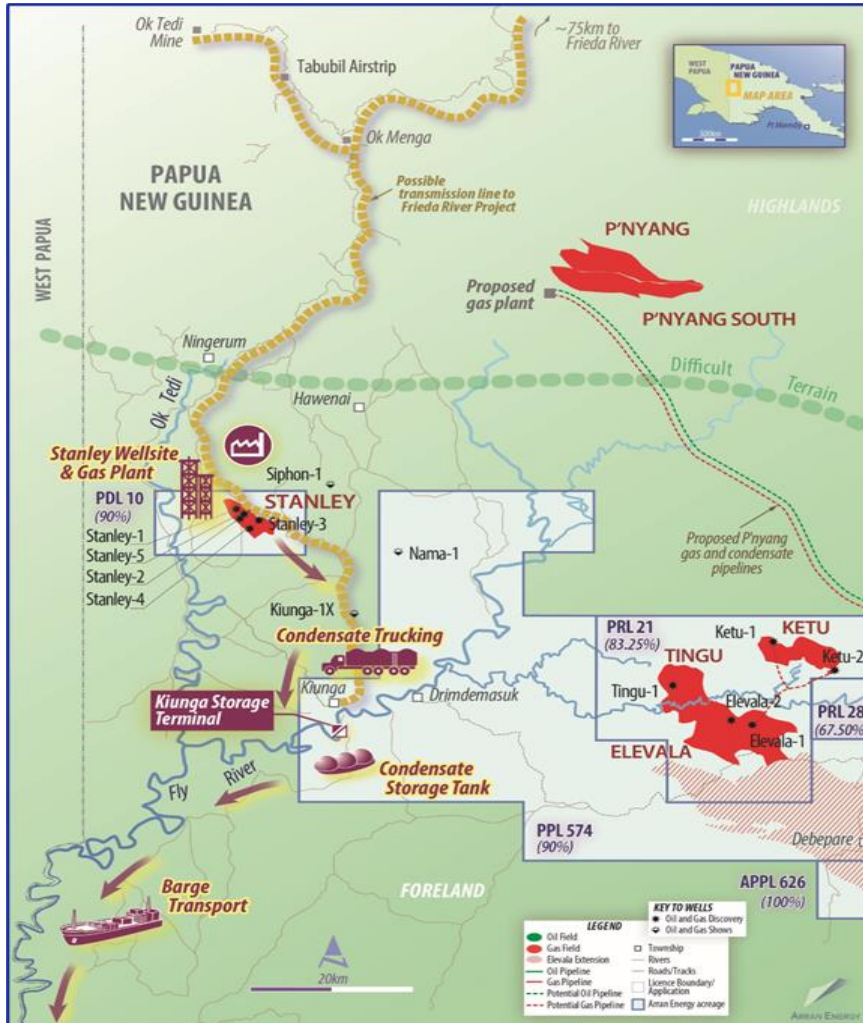 Ok Tedi
Mine
Tabubil Airstrip
~75km to
Frieda River
WEST
PAPUA
PAPUA
NEW GUINEA
MAP AREA
Pt Moresby
500km
Ok Menga
PAPUA
NEW GUINEA
Possible
transmission line to
Frieda River Project
HIGHLANDS
WEST PAPUA
P'NYANG
Proposed
gas plant
P'NYANG SOUTH
Ningerum
Difficult
Terrain
Ok Tedi
Hawenai
Stanley Wellsite
& Gas Plant
Siphon-1
PDL 10
(90%)
STANLEY
Stanley-1
Stanley-3
Stanley-5
Stanley-2
Stanley-4
Nama-1
Proposed P'nyang
gas and condensate
pipelines
Kiunga-1X
Condensate Trucking
PRL 21
(83.25%)
Ketu-1
KETU
TINGU
Ketu-2
Tingu-1
Kiunga
Drimdemasuk
Elevala-2
PRL 28
(67.50%)
Kiunga Storage
Terminal
ELEVALA
Elevala-1
Condensate
Storage Tank
Fly
River
PPL 574
(90%)
Debepare
Barge
Transport
FORELAND
APPL 626
(100%)
20km
KEY TO WELLS
Oil and Gas Discovery
Oil and Gas Shows
LEGEND
Oil Field
Gas Field
Elevala Extension
Oil Pipeline
Gas Pipeline
Potential Oil Pipeline
Potential Gas Pipeline
Township
Rivers
Roads/Tracks
Licence Boundary/
Application
Arran Energy acreage
ARRAN ENERGY